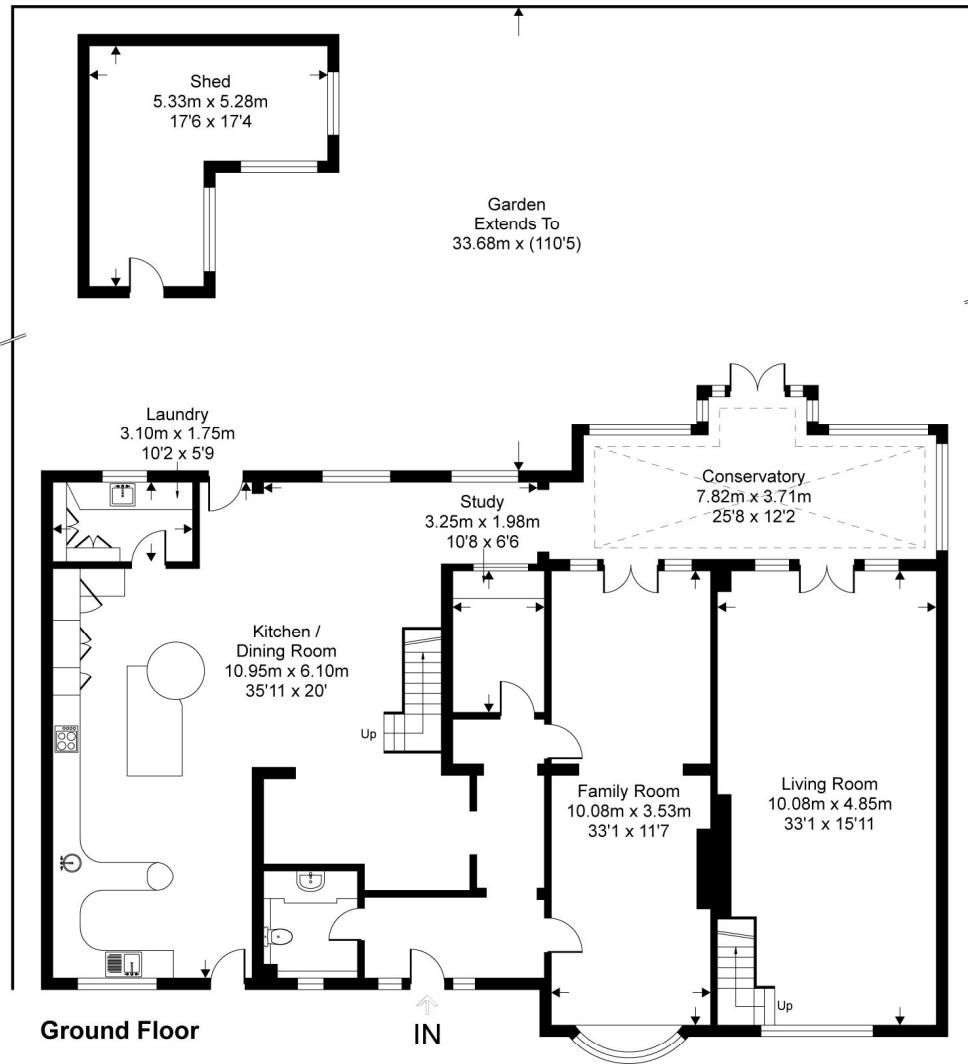 Shed
5.33m x 5.28m
17'6 x 17'4
Garden
Extends To
33.68m x (110'5)
Laundry
3.10m x 1.75m
10'2 x 5'9
Study
3.25m x 1.98m
10'8 x 6'6
Conservatory
7.82m x 3.71m
25'8 x 12'2
Kitchen /
Dining Room
10.95m x 6.10m
35'11 x 20'
Up
Family Room
10.08m x 3.53m
33'1 x 11'7
Living Room
10.08m x 4.85m
33'1 x 15'11
Up
Ground Floor
IN